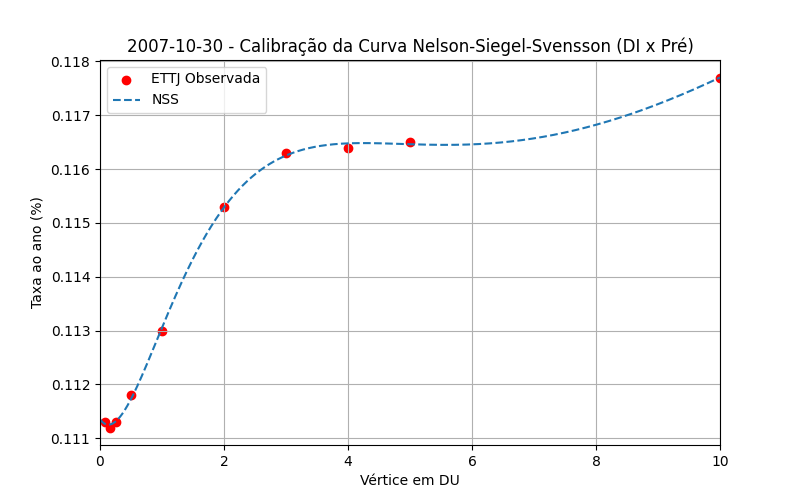 2007-10-30 - Calibração da Curva Nelson-Siegel-Svensson (DI x Pré)
ETTJ Observada
NSS
Taxa ao ano (%)
0.118
0.117
0.116
0.115
0.114
0.113
0.112
0.111
0 2 4 6 8 10
Vértice em DU